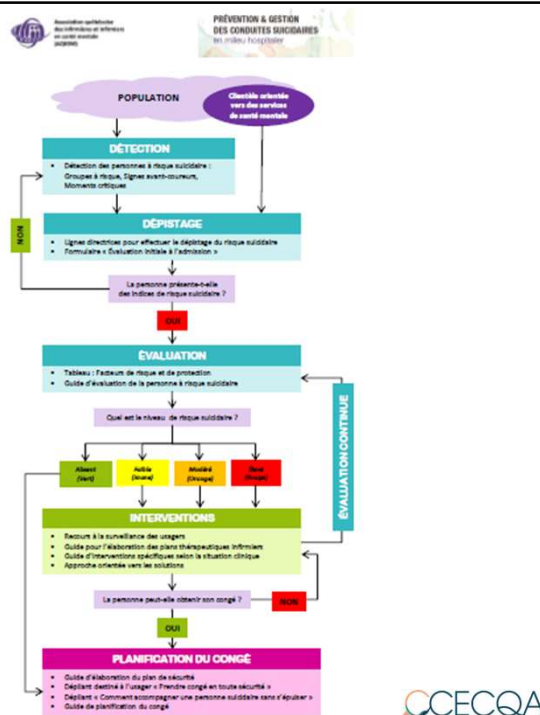 Association québécoise
des infirmières et infirmiers
en santé mentale
(AQIISM)
PRÉVENTION & GESTION
DES CONDUITES SUICIDAIRES
en milieu hospitalier
POPULATION
Clientèle orientée
vers des services
de santé mentale
DÉTECTION
• Détection des personnes à risque suicidaire :
Groupes à risque, Signes avant-coureurs,
Moments critiques
NON
DÉPISTAGE
• Lignes directrices pour effectuer le dépistage du risque suicidaire
• Formulaire « Évaluation initiale à l'admission »
La personne présente-t-elle
des indices de risque suicidaire ?
OUI
ÉVALUATION
• Tableau : Facteurs de risque et de protection
• Guide d'évaluation de la personne à risque suicidaire
Quel est le niveau de risque suicidaire ?
ÉVALUATION CONTINUE
Absent
(Vert)
Faible
(Jaune)
Modéré
(Orange)
Élevé
(Rouge)
INTERVENTIONS
• Recours à la surveillance des usagers
• Guide pour l'élaboration des plans thérapeutiques infirmiers
• Guide d'interventions spécifiques selon la situation clinique
• Approche orientée vers les solutions
La personne peut-elle obtenir son congé ?
NON
OUI
PLANIFICATION DU CONGÉ
• Guide d'élaboration du plan de sécurité
• Dépliant destiné à l'usager « Prendre congé en toute sécurité »
• Dépliant « Comment accompagner une personne suicidaire sans s'épuiser »
• Guide de planification du congé
CCECQA